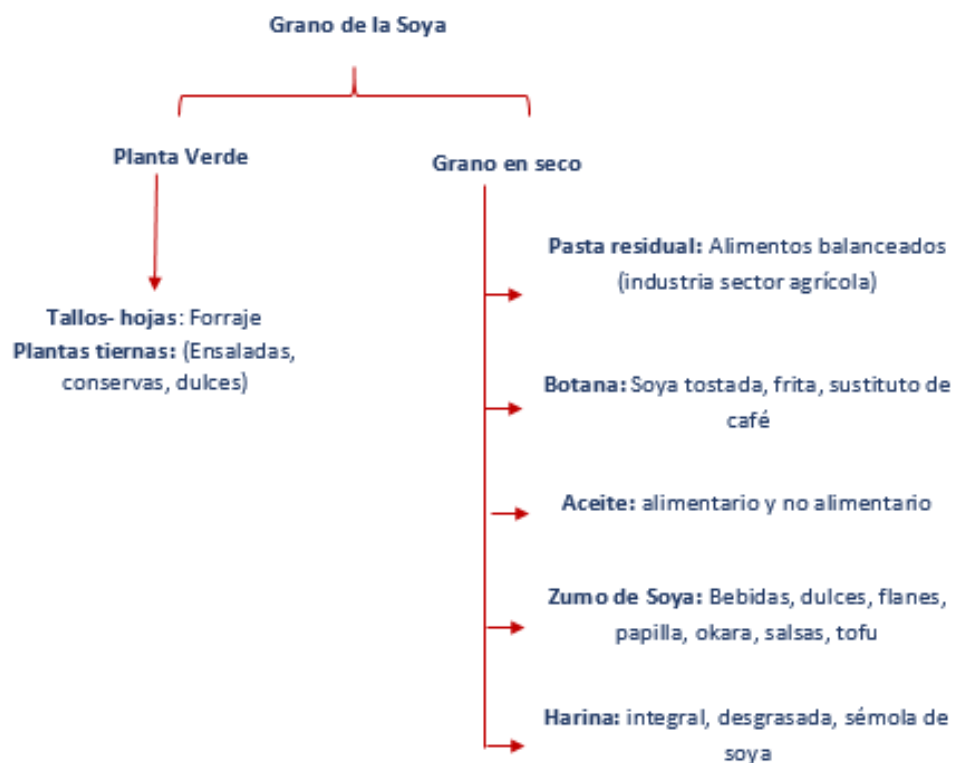 Grano de la Soya
Planta Verde
Grano en seco
Tallos- hojas: Forraje
Plantas tiernas: (Ensaladas,
conservas, dulces)
Pasta residual: Alimentos balanceados
(industria sector agrícola)
Botana: Soya tostada, frita, sustituto de
café
Aceite: alimentario y no alimentario
Zumo de Soya: Bebidas, dulces, flanes,
papilla, okara, salsas, tofu
Harina: integral, desgrasada, sémola de
soya